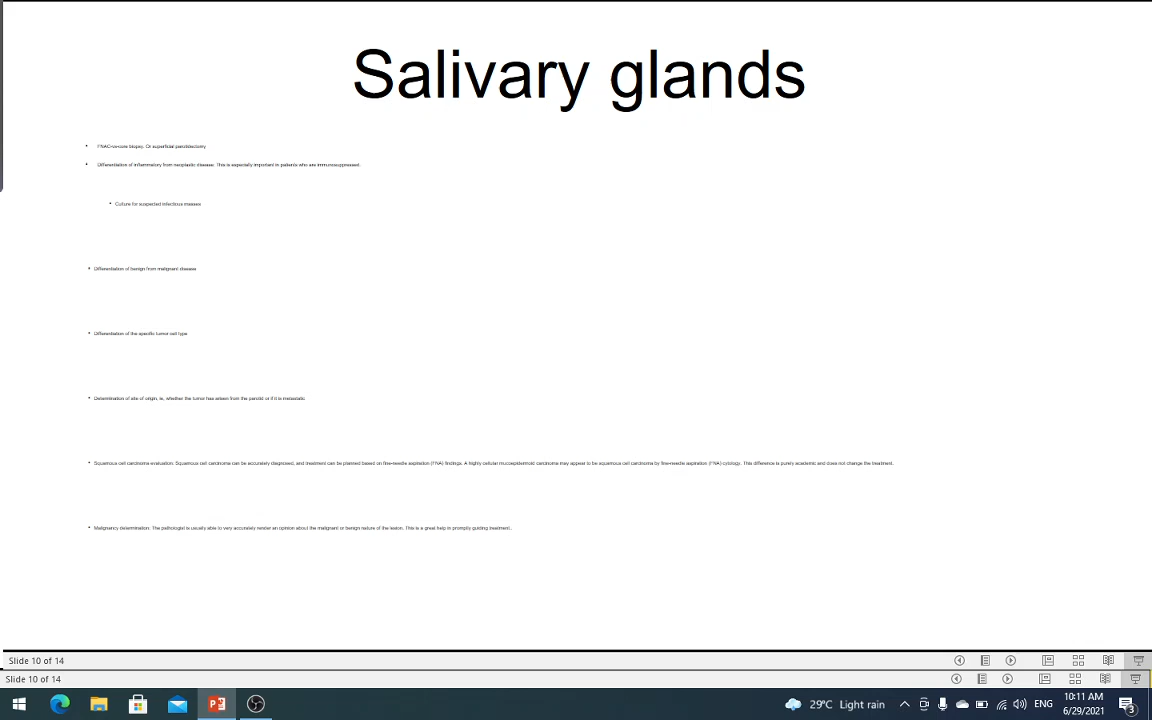 Salivary glands
• FNAC-vs-core biopsy, Or superficial parotidectomy
• Differentiation of inflammatory from neoplastic disease. This is especially important in patients who are immunosuppressed.
• Culture for suspected infectious masses
• Differentiation of benign from malignant disease
• Differentiation of the specific tumor cell type
• Determination of site of origin, ie, whether the tumor has arisen from the parotid or if it is metastatic
• Squamous cell carcinoma evaluation: Squamous cell carcinoma can be accurately diagnosed, and treatment can be planned based on fine-needle aspiration (FNA) findings. A highly cellular mucoepidermoid carcinoma may appear to be squamous cell carcinoma by fine-needle aspiration (FNA) cytology. This difference is purely academic and does not change the treatment.
• Malignancy determination: The pathologist is usually able to very accurately render an opinion about the malignant or benign nature of the lesion. This is a great help in promptly guiding treatment.
Slide 10 of 14
Slide 10 of 14
29°C Light rain
ENG
10:11 AM
6/29/2021
3